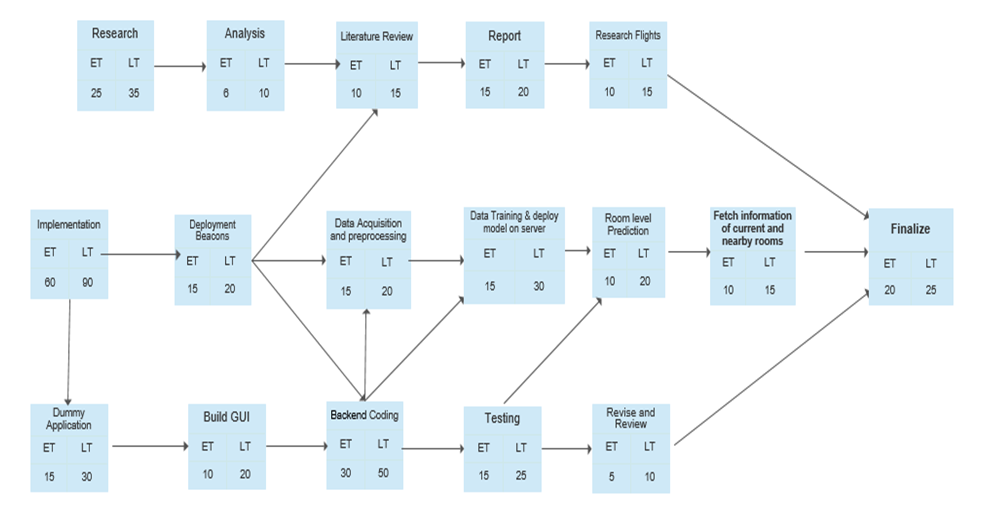 Research
ET LT
25 35
Analysis
ET LT
6 10
Literature Review
ET LT
10 15
Report
ET LT
15 20
Research Flights
ET LT
10 15
Implementation
ET LT
60 90
Deployment
Beacons
ET LT
15 20
Data Acquisition
and preprocessing
ET LT
15 20
Data Training & deploy
model on server
ET LT
15 30
Room level
Prediction
ET LT
10 20
Fetch information
of current and
nearby rooms
ET LT
10 15
Finalize
ET LT
20 25
Dummy
Application
ET LT
15 30
Build GUI
ET LT
10 20
Backend Coding
ET LT
30 50
Testing
ET LT
15 25
Revise and
Review
ET LT
5 10